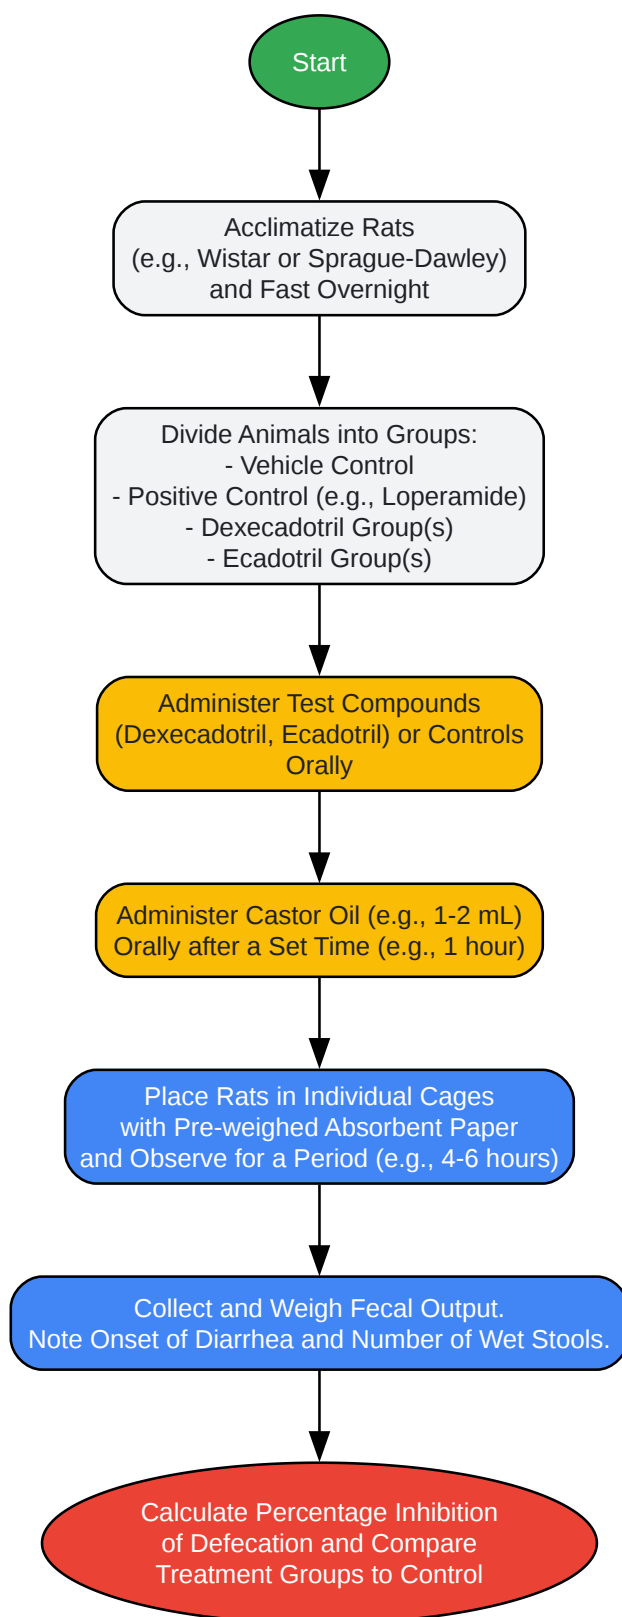 Start
Acclimatize Rats
(e.g., Wistar or Sprague-Dawley)
and Fast Overnight
Divide Animals into Groups:
- Vehicle Control
- Positive Control (e.g., Loperamide)
- Dexecadotril Group(s)
- Ecadotril Group(s)
Administer Test Compounds
(Dexecadotril, Ecadotril) or Controls
Orally
Administer Castor Oil (e.g., 1-2 mL)
Orally after a Set Time (e.g., 1 hour)
Place Rats in Individual Cages
with Pre-weighed Absorbent Paper
and Observe for a Period (e.g., 4-6 hours)
Collect and Weigh Fecal Output.
Note Onset of Diarrhea and Number of Wet Stools.
Calculate Percentage Inhibition
of Defecation and Compare
Treatment Groups to Control